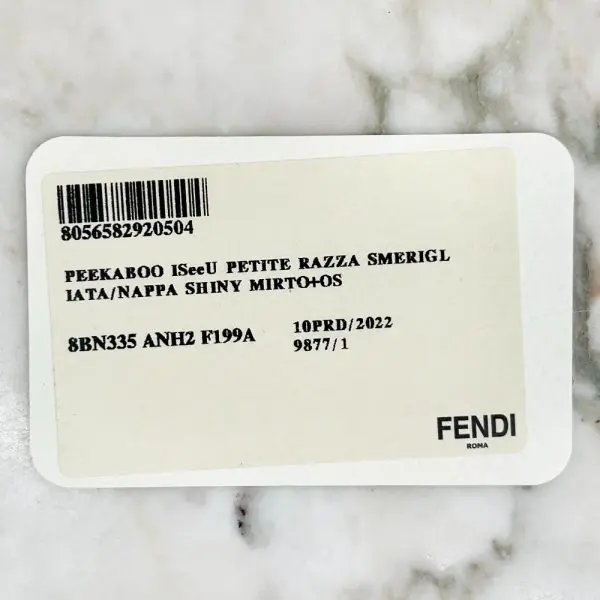 8056582920504
PEEKABOO ISeeU PETITE RAZZA SMERIGL
IATA/NAPPA SHINY MIRTO+OS
8BN335 ANH2 F199A
10PRD/2022
9877/1
FENDI
ROMA